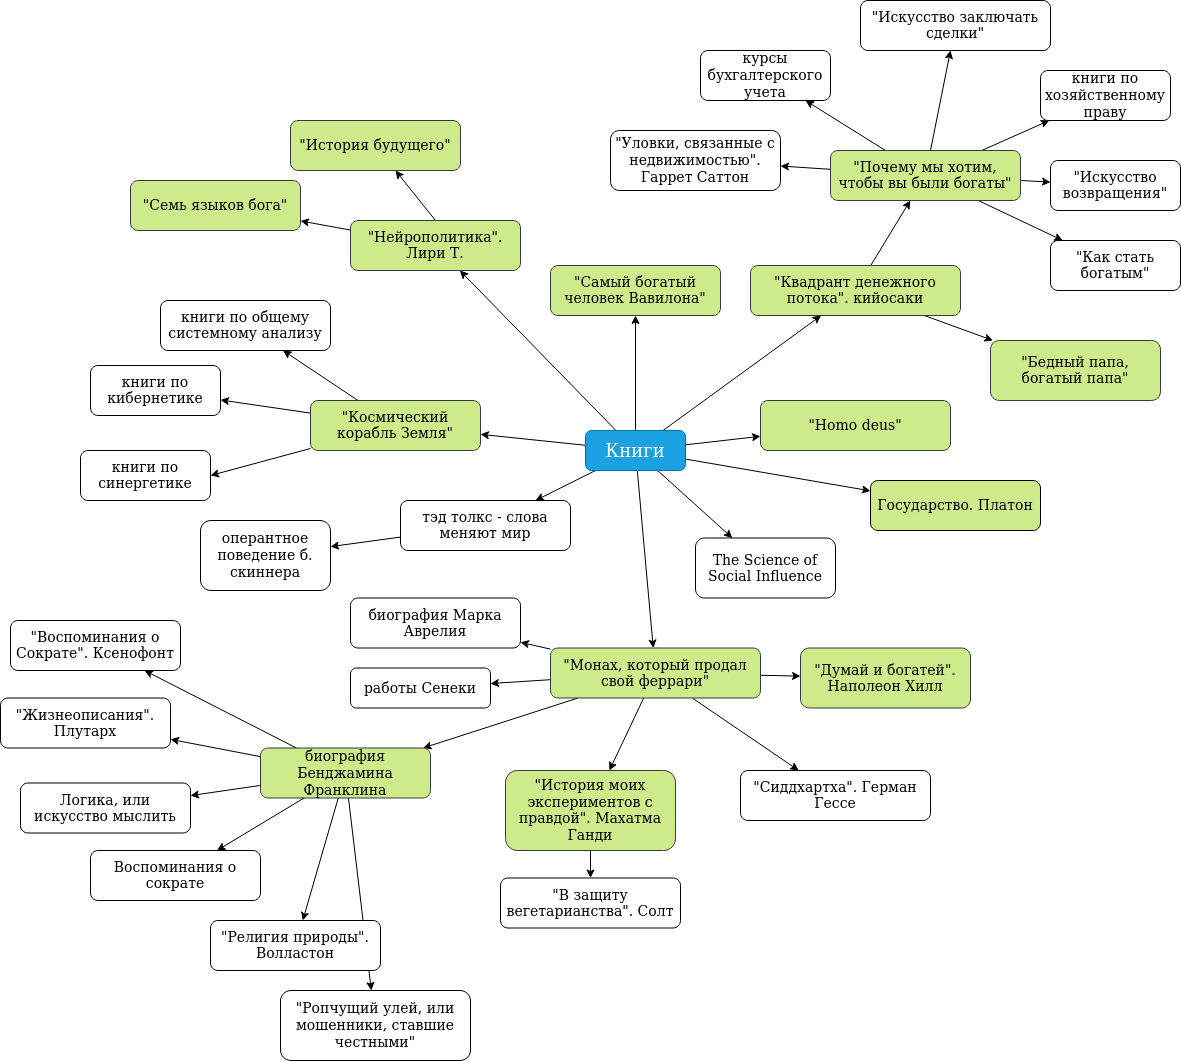 "Искусство заключать
сделки"
курсы
бухгалтерского
учета
книги по
хозяйственному
праву
"Уловки, связанные с
недвижимостью".
Гаррет Саттон
"Почему мы хотим,
чтобы вы были богаты"
"Искусство
возвращения"
"Как стать
богатым"
"История будущего"
"Семь языков бога"
"Нейрополитика".
Лири Т.
"Самый богатый
человек Вавилона"
"Квадрант денежного
потока". кийосаки
"Бедный папа,
богатый папа"
книги по общему
системному анализу
книги по
кибернетике
"Космический
корабль Земля"
книги по
синергетике
Книги
"Homo deus"
Государство. Платон
тэд толкс - слова
меняют мир
оперантное
поведение б.
скиннера
The Science of
Social Influence
биография Марка
Аврелия
работы Сенеки
"Монах, который продал
свой феррари"
"Думай и богатей".
Наполеон Хилл
"Воспоминания о
Сократе". Ксенофонт
"Жизнеописания".
Плутарх
биография
Бенджамина
Франклина
Логика, или
искусство мыслить
Воспоминания о
сократе
"История моих
экспериментов с
правдой". Махатма
Ганди
"Сиддхартха". Герман
Гессе
"В защиту
вегетарианства". Солт
"Религия природы".
Волластон
"Ропчущий улей, или
мошенники, ставшие
честными"